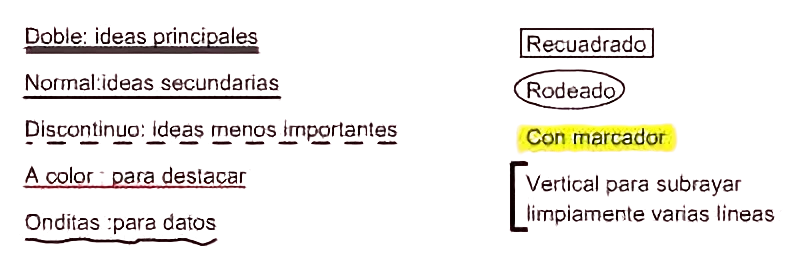 Doble: ideas principales
Normal:ideas secundarias
Discontinuo: ideas menos importantes
A color : para destacar
Onditas :para datos
Recuadrado
Rodeado
Con marcador
Vertical para subrayar
limpiamente varias lineas